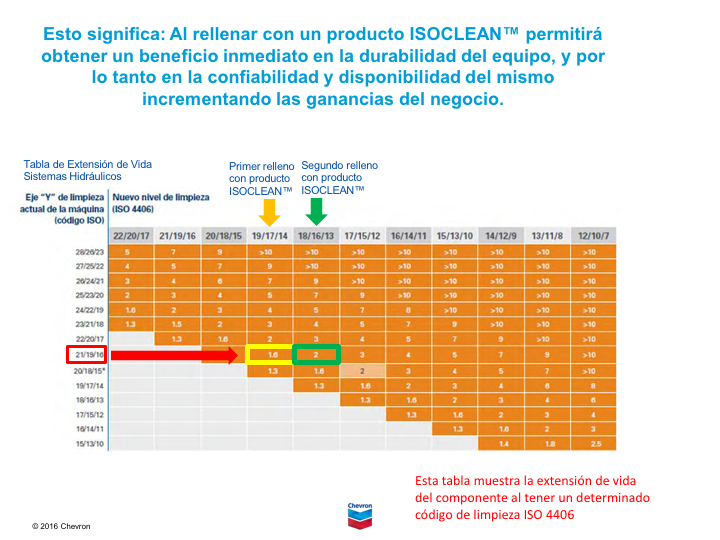 Esto significa: Al rellenar con un producto ISOCLEAN™ permitirá
obtener un beneficio inmediato en la durabilidad del equipo, y por
lo tanto en la confiabilidad y disponibilidad del mismo
incrementando las ganancias del negocio.
Tabla de Extensión de Vida
Sistemas Hidráulicos
Primer relleno
con producto
ISOCLEAN™
Segundo relleno
con producto
ISOCLEAN™
Eje “Y” de limpieza
actual de la máquina
(código ISO)
Nuevo nivel de limpieza
(ISO 4406)
22/20/17 21/19/16 20/18/15 19/17/14 18/16/13 17/15/12 16/14/11 15/13/10 14/12/9 13/11/8 12/10/7
28/26/23 5 7 9 >10 >10 >10 >10 >10 >10 >10 >10
27/25/22 4 5 7 9 >10 >10 >10 >10 >10 >10 >10
26/24/21 3 4 6 7 9 >10 >10 >10 >10 >10 >10
25/23/20 2 3 4 5 7 9 >10 >10 >10 >10 >10
24/22/19 1.6 2 3 4 5 7 8 >10 >10 >10 >10
23/21/18 1.3 1.5 2 3 4 5 7 9 >10 >10 >10
22/20/17 1.3 1.6 2 3 4 5 7 9 >10 >10
21/19/16 1.6 2 3 4 5 7 9 >10
20/18/15* 1.3 1.6 2 3 4 5 7 >10
19/17/14 1.3 1.6 2 3 4 6 8
18/16/13 1.3 1.6 2 3 4 6
17/15/12 1.3 1.6 2 3 4
16/14/11 1.3 1.6 2 3
15/13/10 1.4 1.8 2.5
Esta tabla muestra la extensión de vida
del componente al tener un determinado
código de limpieza ISO 4406
Chevron
© 2016 Chevron